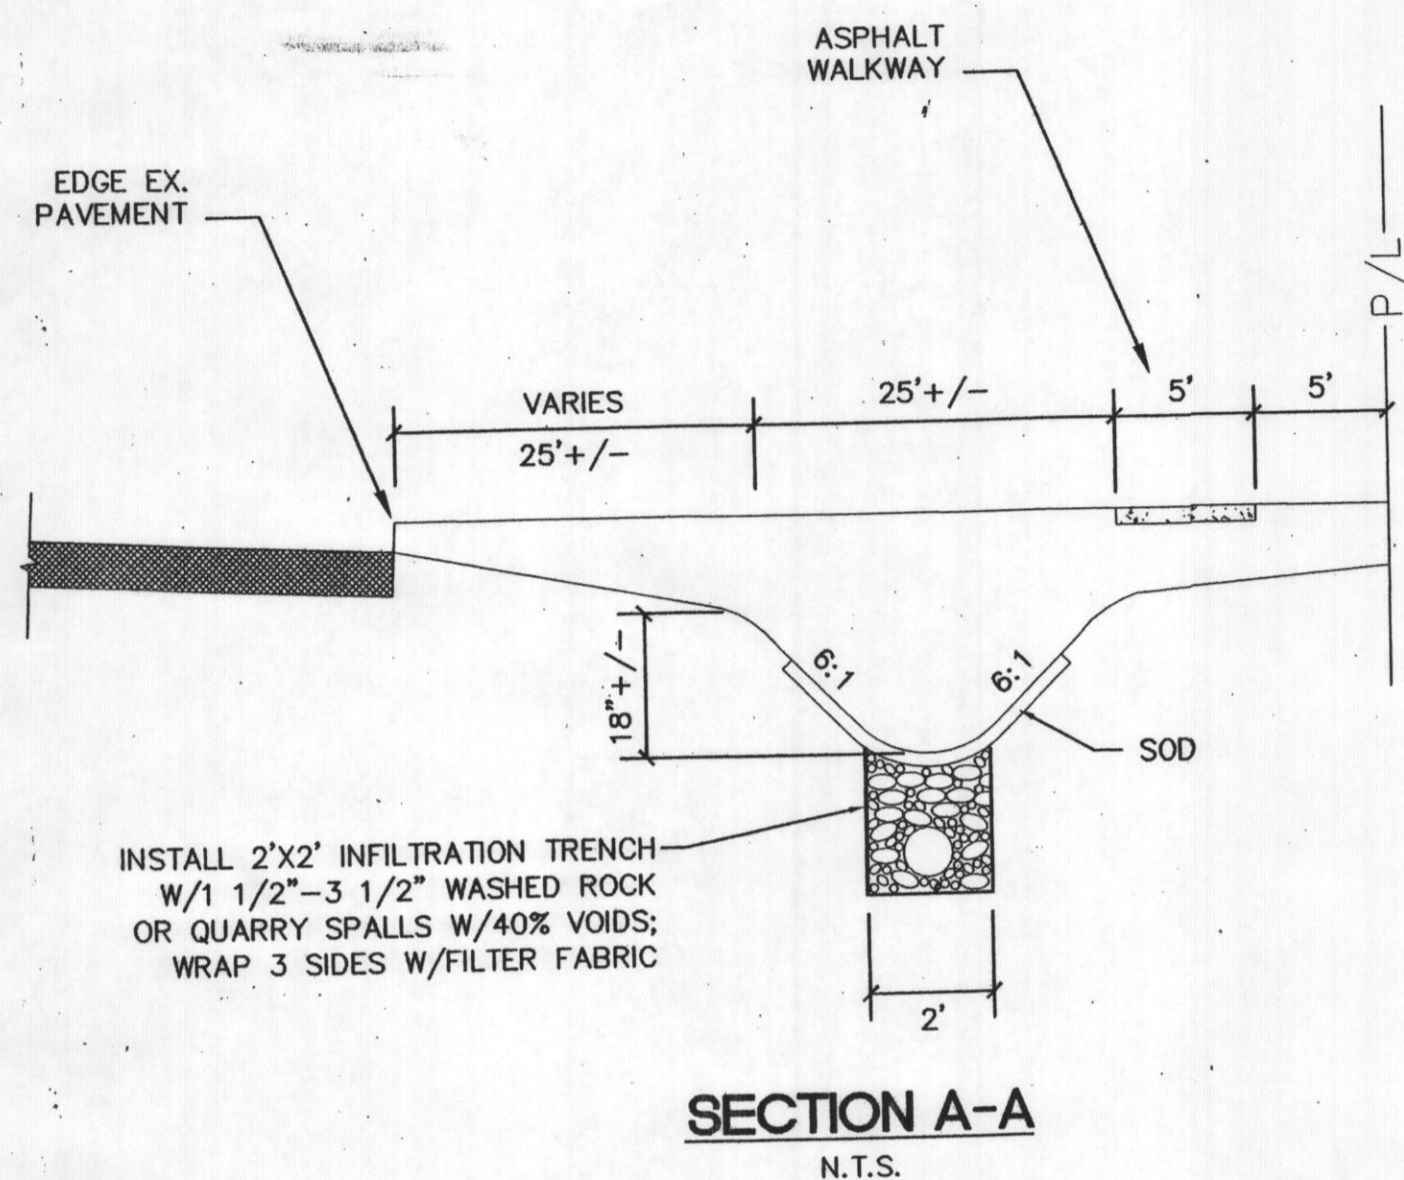 ASPHALT
WALKWAY
EDGE EX.
PAVEMENT
P/L
VARIES
25'+/-
25'+/-
5'
5'
18"+/-
6:1
6:1
SOD
INSTALL 2'X2' INFILTRATION TRENCH
W/1 1/2"-3 1/2" WASHED ROCK
OR QUARRY SPALLS W/40% VOIDS;
WRAP 3 SIDES W/FILTER FABRIC
2'
SECTION A-A
N.T.S.